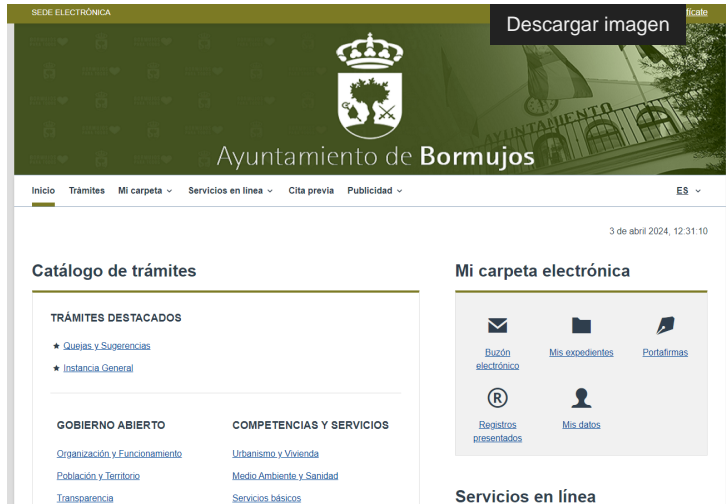 SEDE ELECTRÓNICA
Descargar imagen
fícate
AYUNTAMIENTO
Ayuntamiento de Bormujos
Inicio Trámites Mi carpeta Servicios en línea Cita previa Publicidad ES
3 de abril 2024, 12:31:10
Catálogo de trámites
TRÁMITES DESTACADOS
★ Quejas y Sugerencias
★ Instancia General
GOBIERNO ABIERTO
Organización y Funcionamiento
Población y Territorio
Transparencia
COMPETENCIAS Y SERVICIOS
Urbanismo y Vivienda
Medio Ambiente y Sanidad
Servicios básicos
Mi carpeta electrónica
Buzón
electrónico
Mis expedientes
Portafirmas
®
Registros
presentados
Mis datos
Servicios en línea